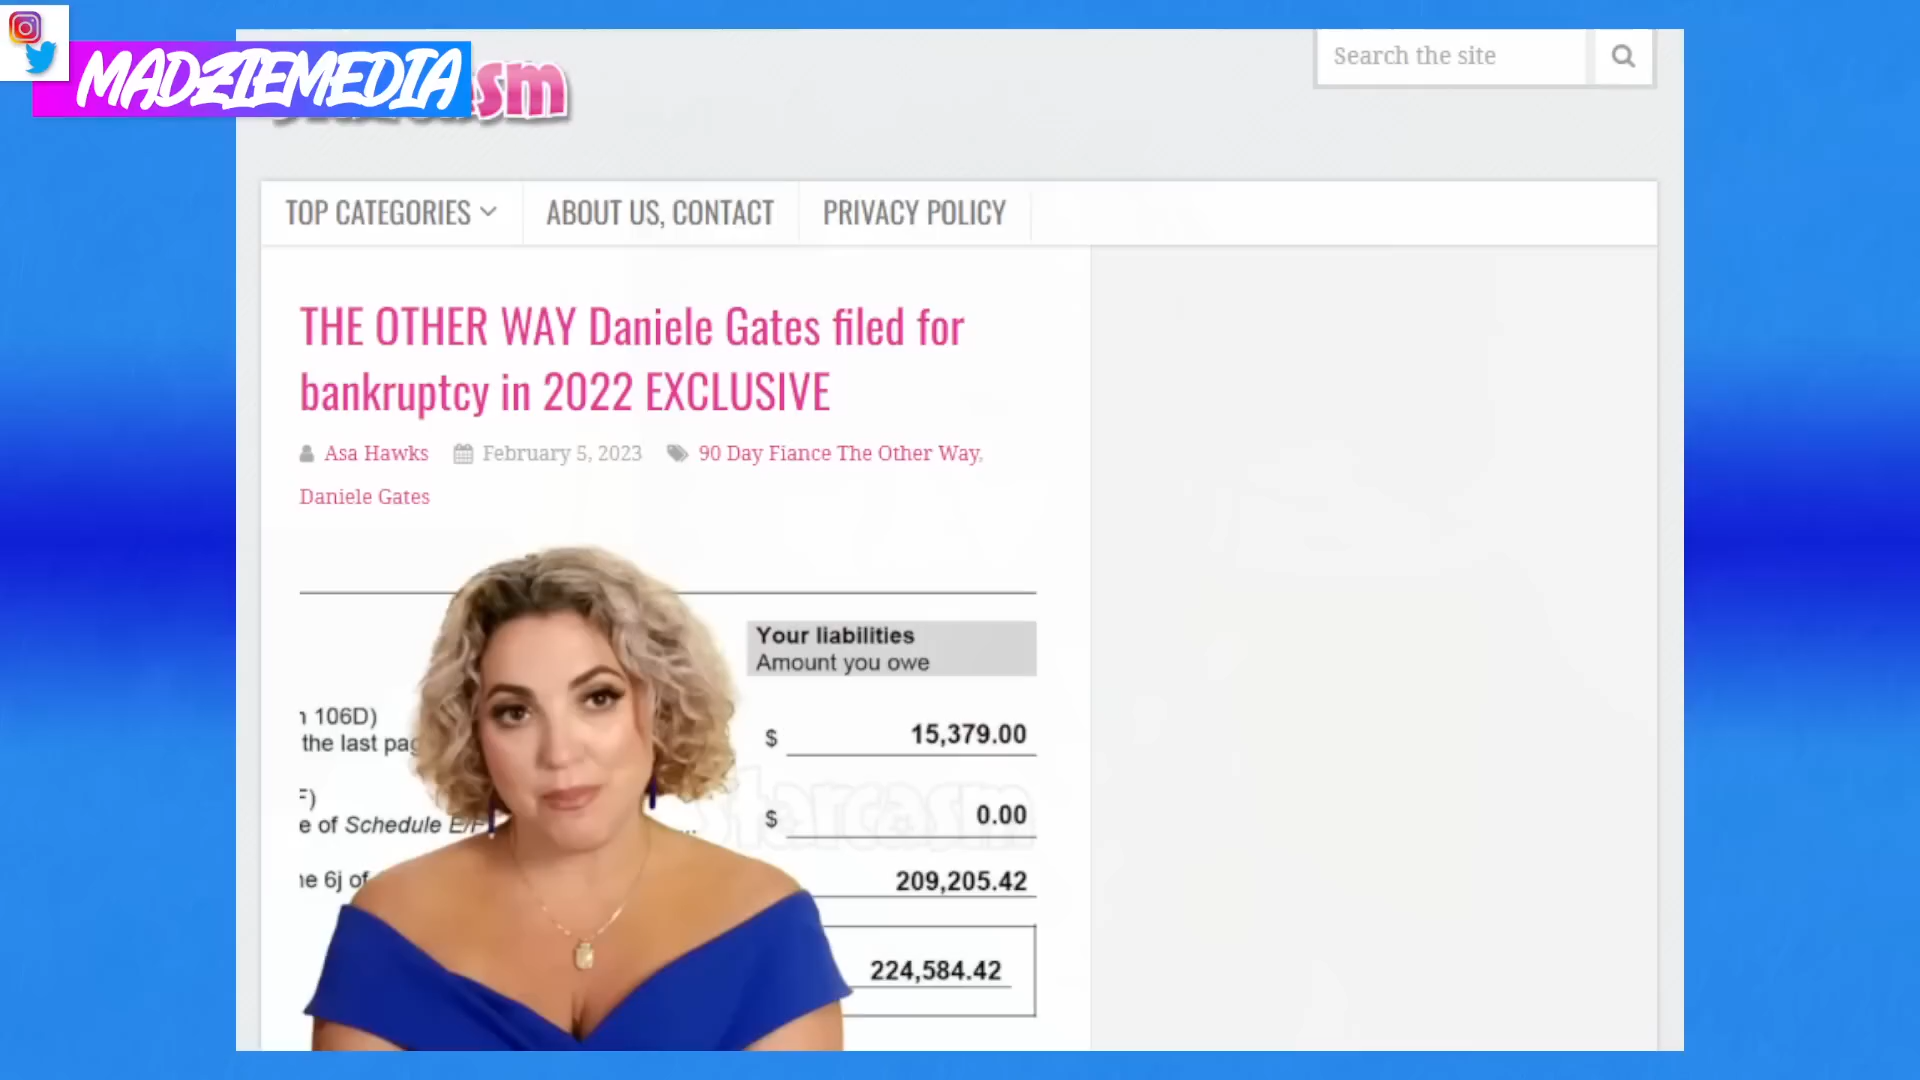 MADZIEMEDIA
Search the site
TOP CATEGORIES
ABOUT US, CONTACT
PRIVACY POLICY
THE OTHER WAY Daniele Gates filed for
bankruptcy in 2022 EXCLUSIVE
Asa Hawks February 5, 2023 90 Day Fiance The Other Way,
Daniele Gates
Your liabilities
Amount you owe
106D)
the last
$ 15,379.00
F)
e of Schedule E/F
...
$ 0.00
starcasm
6j of
209,205.42
224,584.42